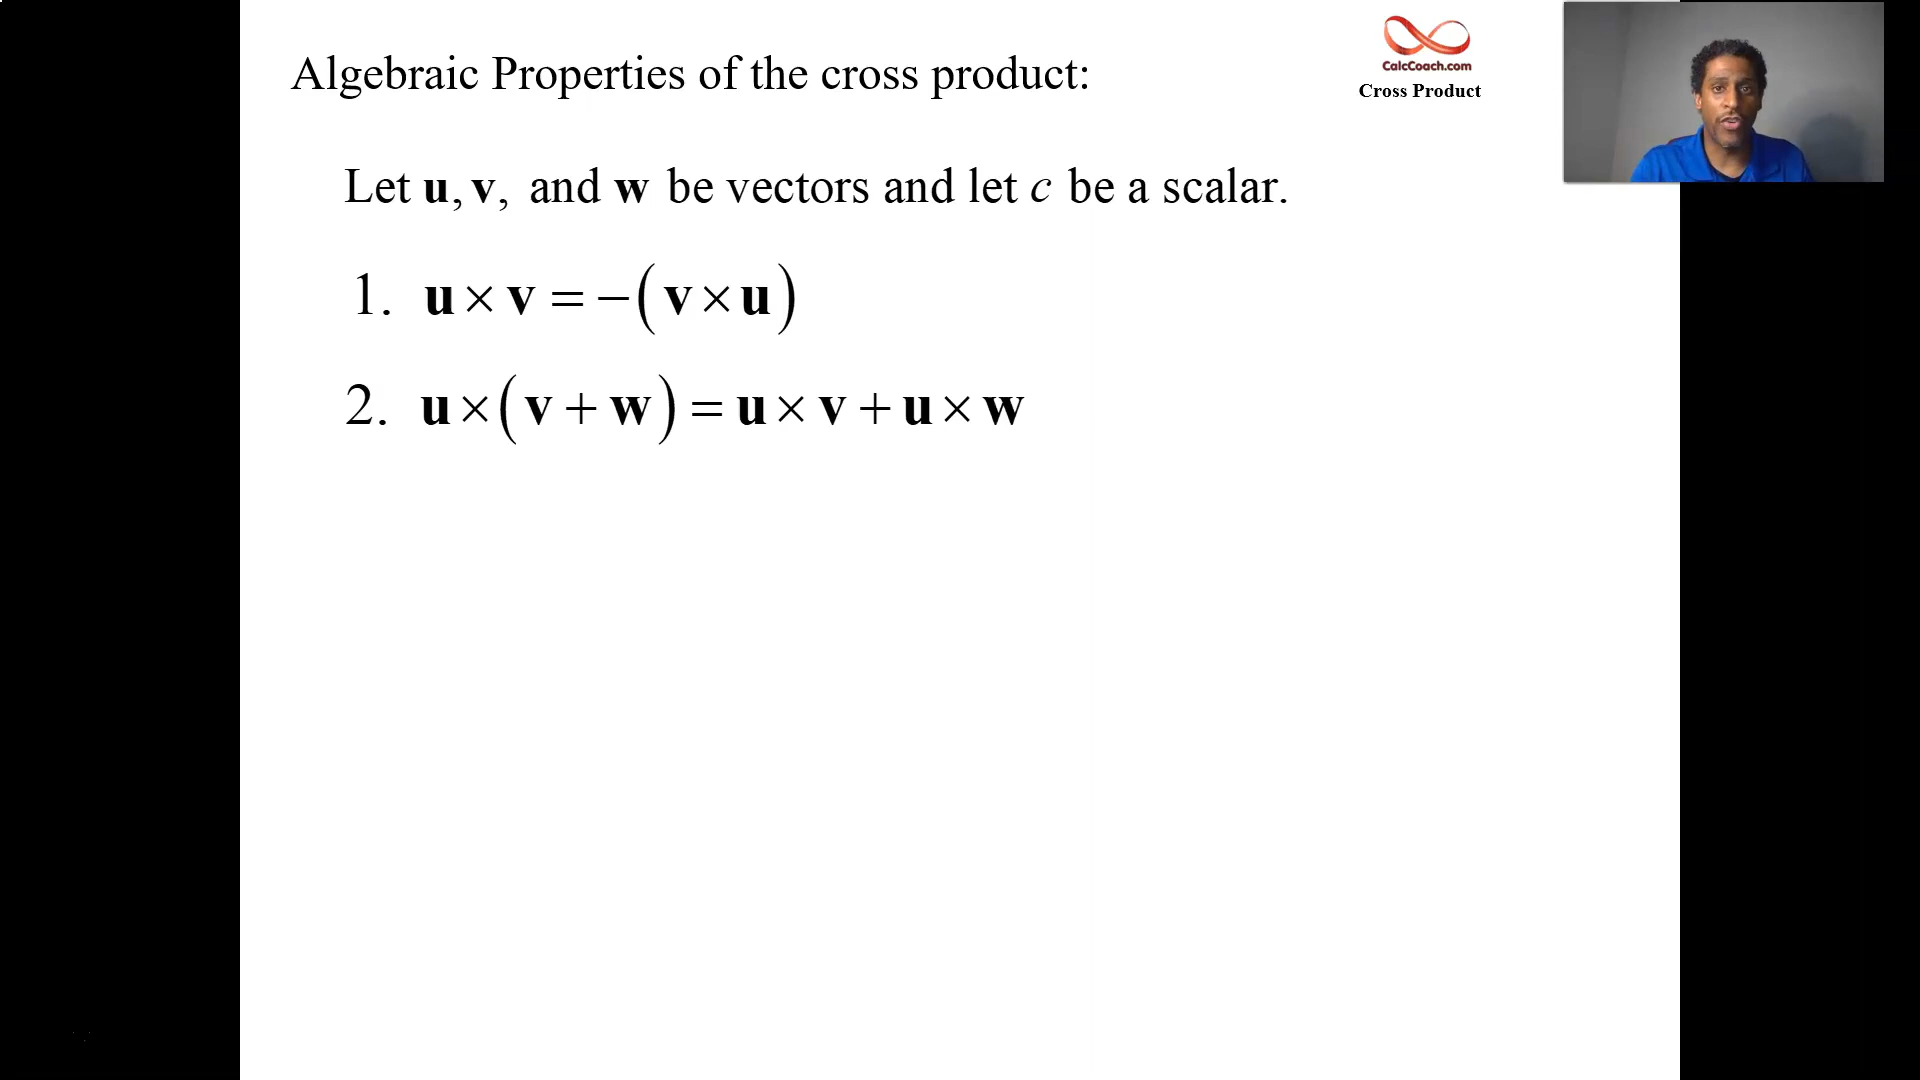 Algebraic Properties of the cross product:
CalcCoach.com
Cross Product
Let u, v, and w be vectors and let c be a scalar.
1. u × v = −(v × u)
2. u × (v + w) = u × v + u × w